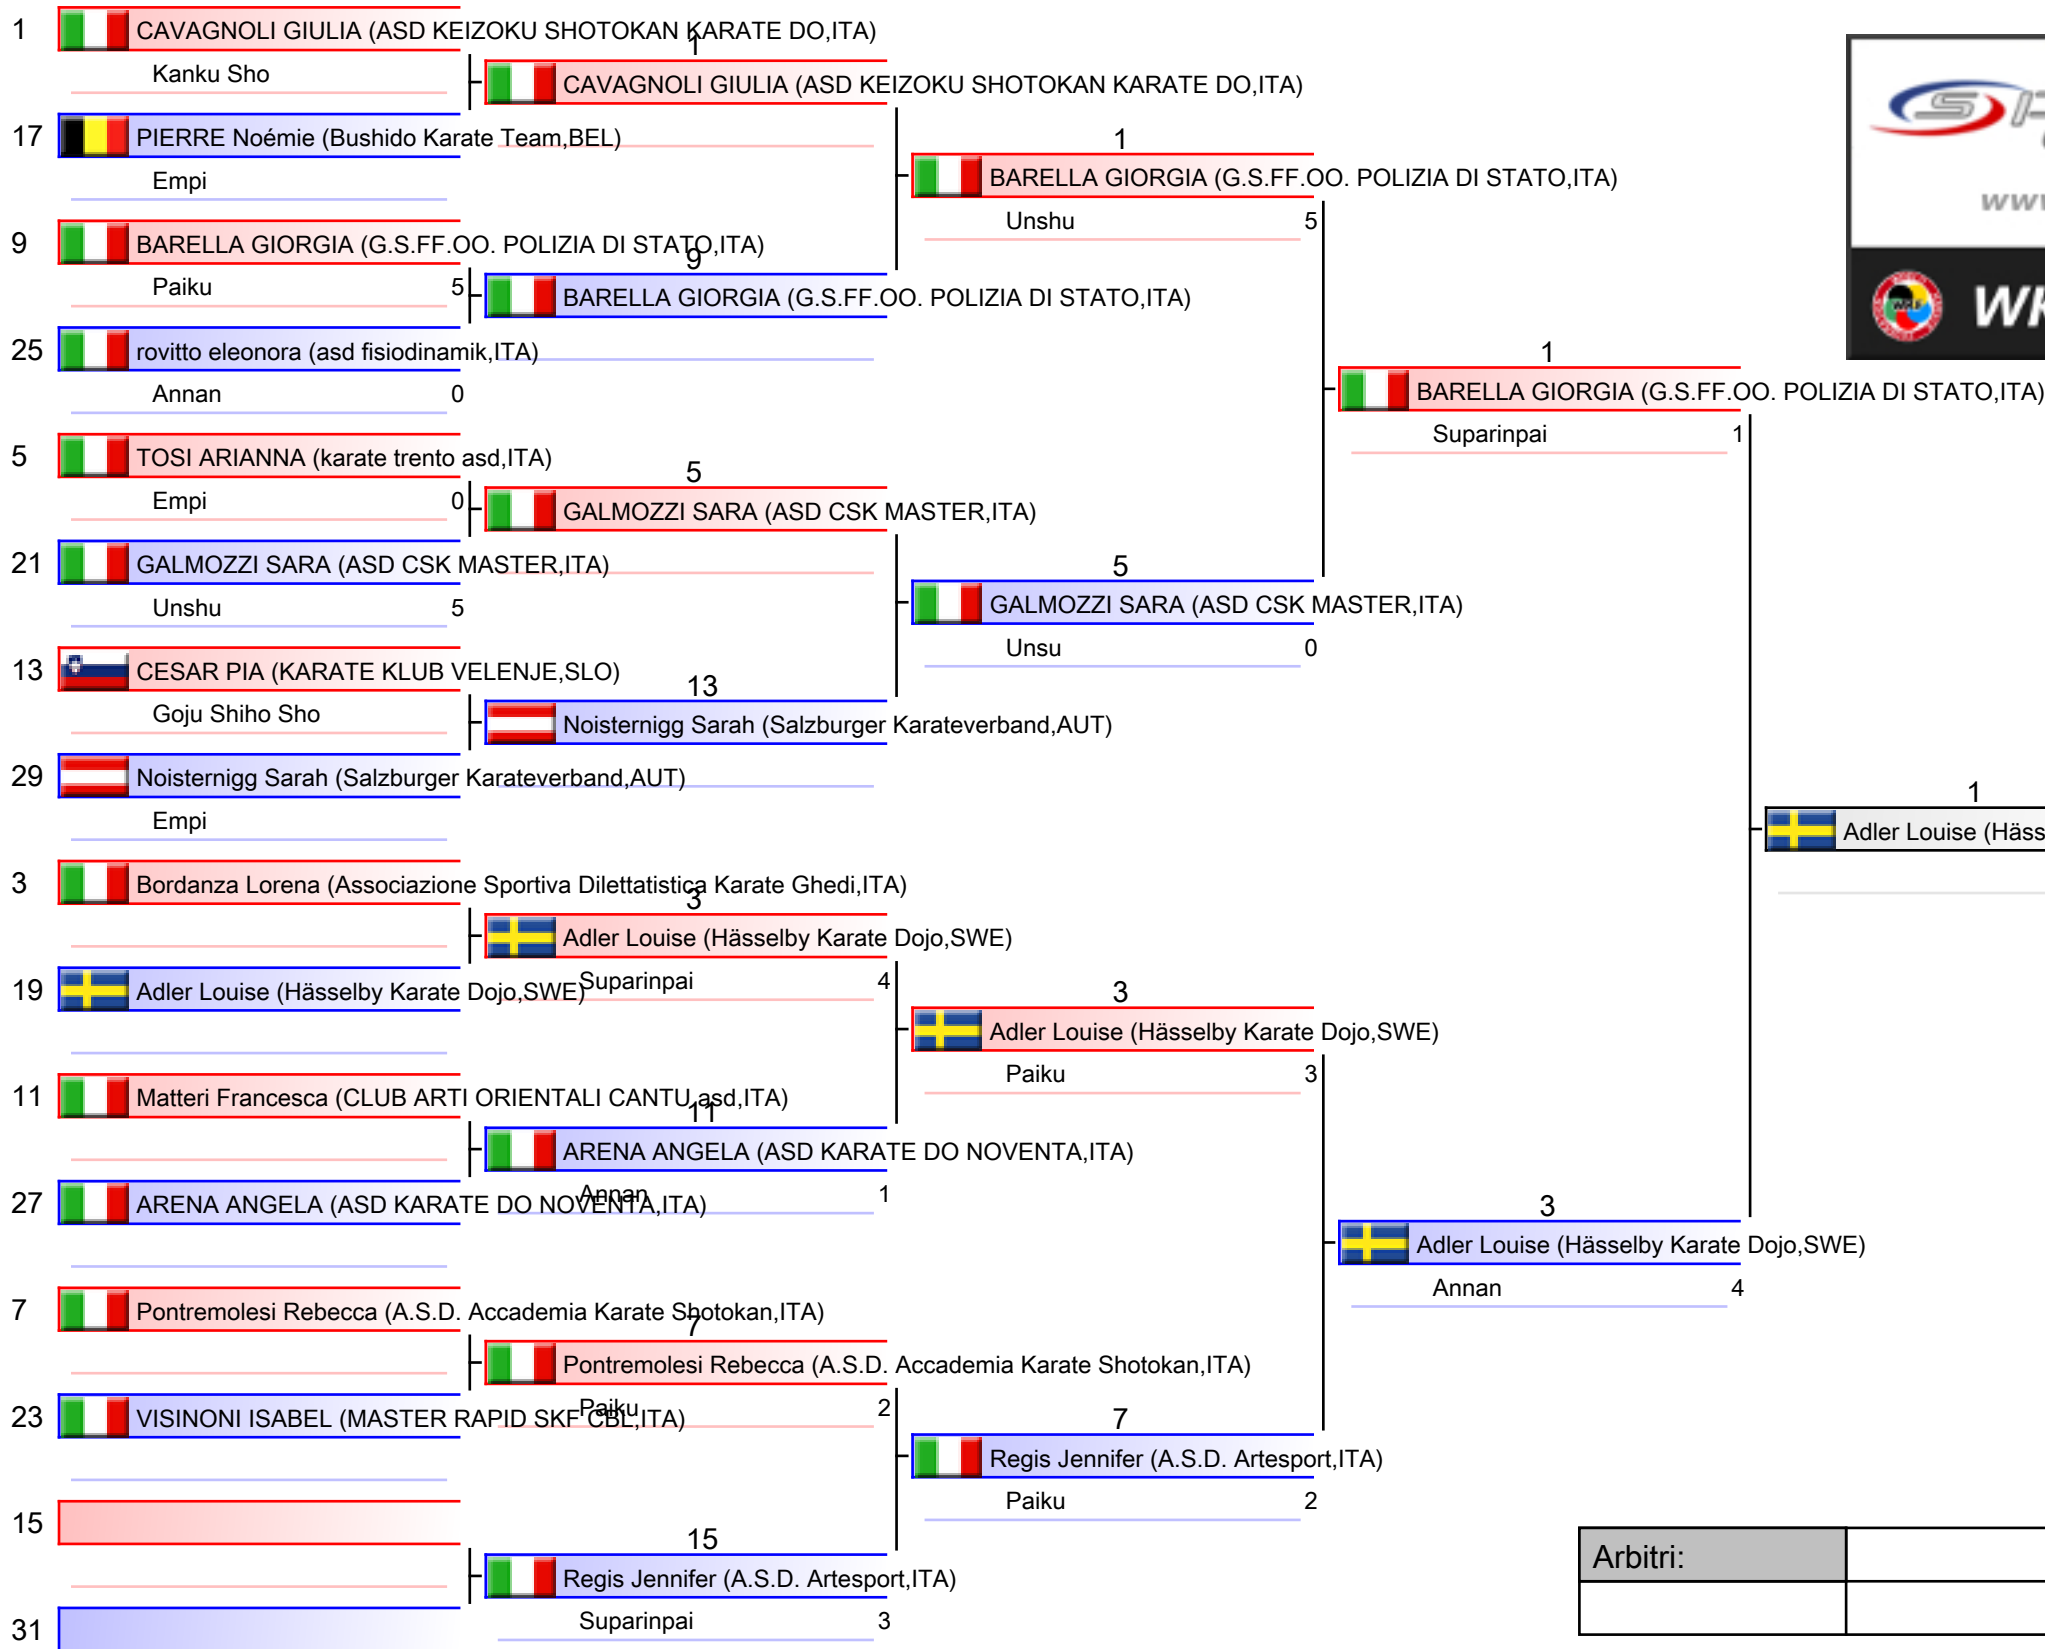 1 CAVAGNOLI GIULIA (ASD KEIZOKU SHOTOKAN KARATE DO,ITA)
Kanku Sho
17 PIERRE Noémie (Bushido Karate Team,BEL)
Empi
9 BARELLA GIORGIA (G.S.FF.OO. POLIZIA DI STATO,ITA)
Paiku 5
25 rovitto eleonora (asd fisiodinamik,ITA)
Annan 0
5 TOSI ARIANNA (karate trento asd,ITA)
Empi 0
21 GALMOZZI SARA (ASD CSK MASTER,ITA)
Unshu 5
13 CESAR PIA (KARATE KLUB VELENJE,SLO)
Goju Shiho Sho
29 Noisternigg Sarah (Salzburger Karateverband,AUT)
Empi
3 Bordanza Lorena (Associazione Sportiva Dilettatistica Karate Ghedi,ITA)
19 Adler Louise (Hässelby Karate Dojo,SWE)
11 Matteri Francesca (CLUB ARTI ORIENTALI CANTU asd,ITA)
27 ARENA ANGELA (ASD KARATE DO NOVENTA,ITA)
7 Pontremolesi Rebecca (A.S.D. Accademia Karate Shotokan,ITA)
23 VISINONI ISABEL (MASTER RAPID SKF CBL,ITA)
15
31
1
CAVAGNOLI GIULIA (ASD KEIZOKU SHOTOKAN KARATE DO,ITA)
9
BARELLA GIORGIA (G.S.FF.OO. POLIZIA DI STATO,ITA)
5
GALMOZZI SARA (ASD CSK MASTER,ITA)
13
Noisternigg Sarah (Salzburger Karateverband,AUT)
3
Adler Louise (Hässelby Karate Dojo,SWE)
Suparinpai 4
11
ARENA ANGELA (ASD KARATE DO NOVENTA,ITA)
Annan 1
7
Pontremolesi Rebecca (A.S.D. Accademia Karate Shotokan,ITA)
Paiku 2
15
Regis Jennifer (A.S.D. Artesport,ITA)
Suparinpai 3
1
BARELLA GIORGIA (G.S.FF.OO. POLIZIA DI STATO,ITA)
Unshu 5
5
GALMOZZI SARA (ASD CSK MASTER,ITA)
Unsu 0
3
Adler Louise (Hässelby Karate Dojo,SWE)
Paiku 3
7
Regis Jennifer (A.S.D. Artesport,ITA)
Paiku 2
1
BARELLA GIORGIA (G.S.FF.OO. POLIZIA DI STATO,ITA)
Suparinpai 1
3
Adler Louise (Hässelby Karate Dojo,SWE)
Annan 4
1
Adler Louise (Häss
www
WK
Arbitri: